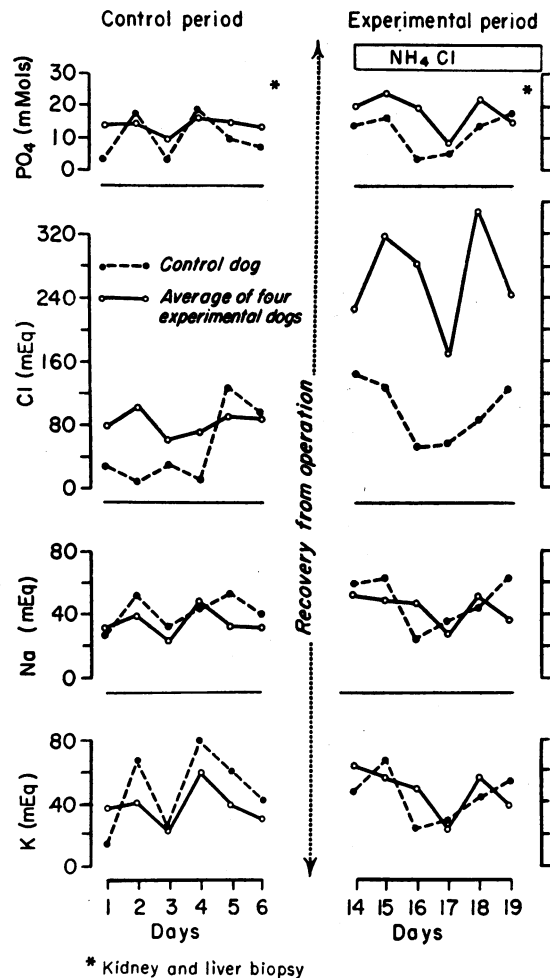 Control period
Experimental period
NH₄ Cl
PO₄ (mMols)
30
20
10
0
*
*
Cl (mEq)
320
240
160
80
0
Control dog
Average of four
experimental dogs
Recovery from operation
Na (mEq)
80
40
0
K (mEq)
80
40
0
1 2 3 4 5 6
Days
14 15 16 17 18 19
Days
* Kidney and liver biopsy